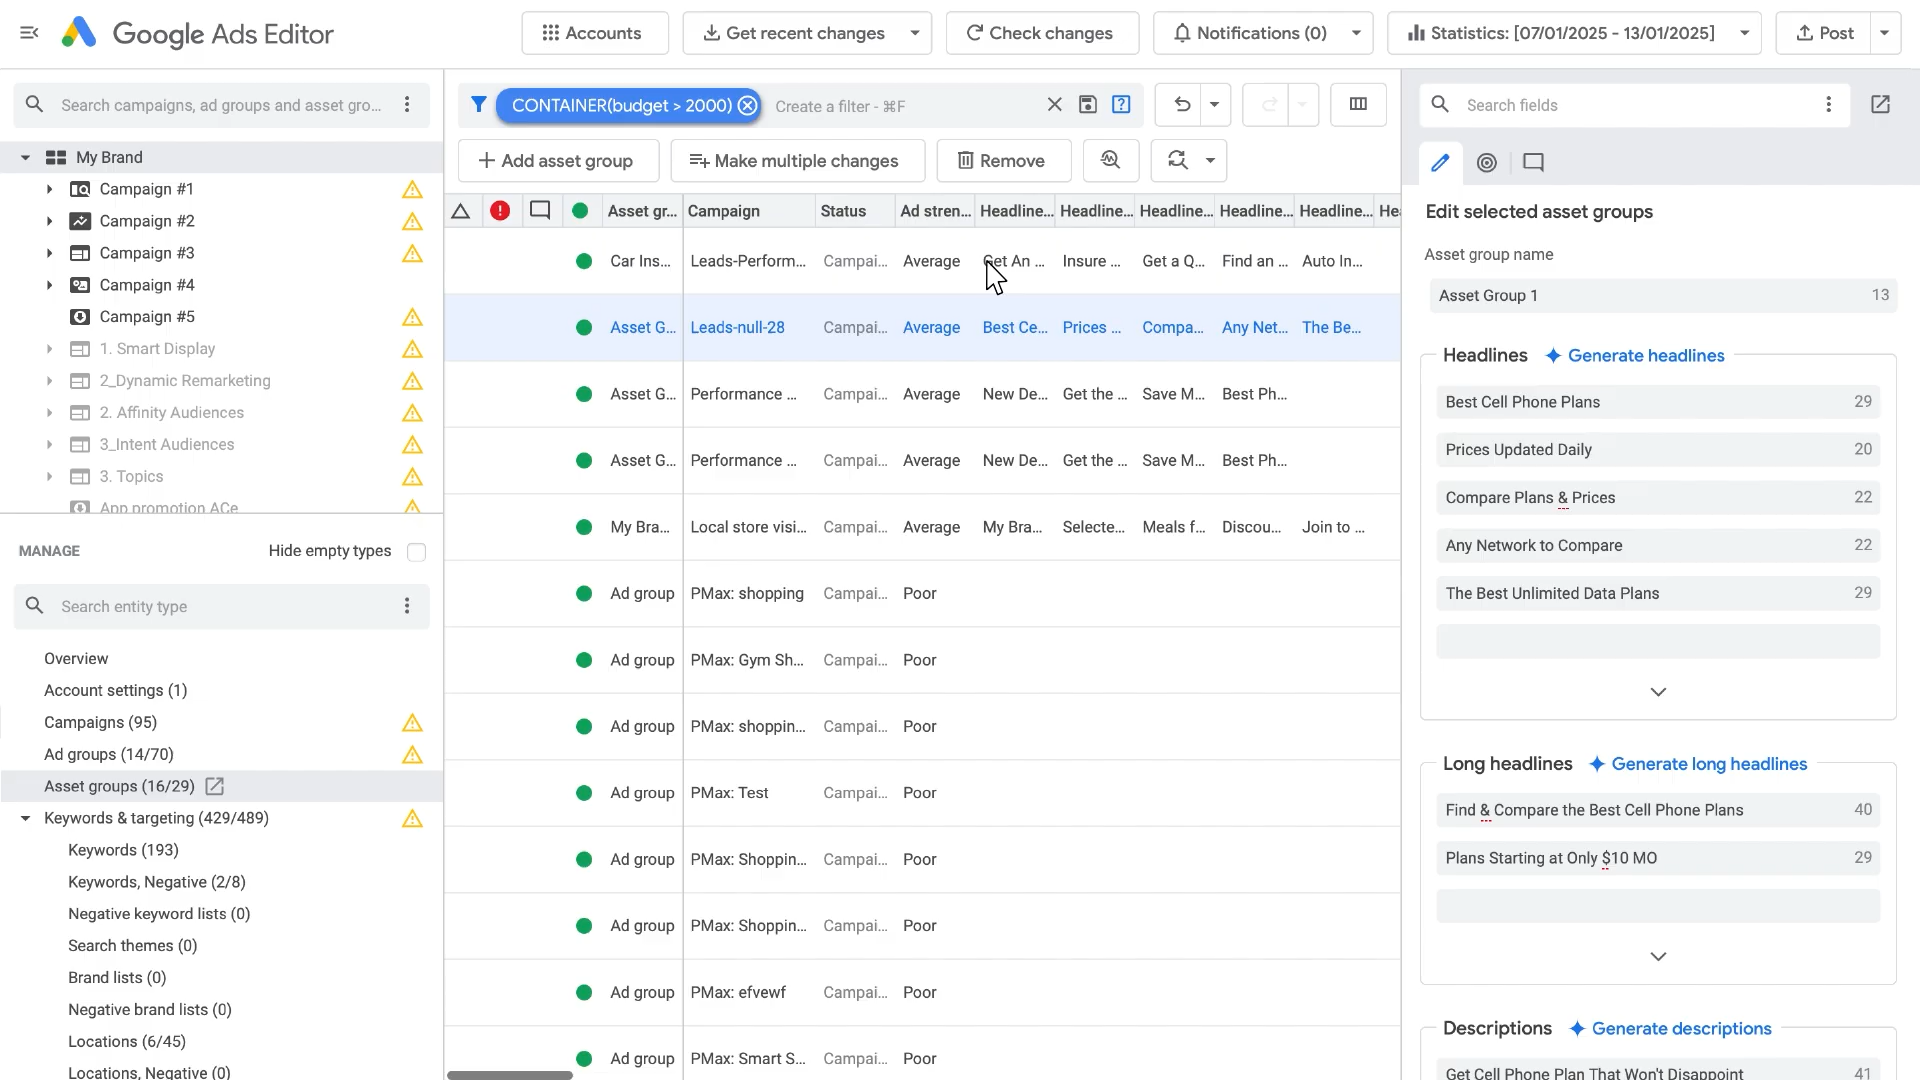 Google Ads Editor
Accounts
Get recent changes
Check changes
Notifications (0)
Statistics: [07/01/2025 - 13/01/2025]
Post
Search campaigns, ad groups and asset gro...
My Brand
Campaign #1
Campaign #2
Campaign #3
Campaign #4
Campaign #5
1. Smart Display
2_Dynamic Remarketing
2. Affinity Audiences
3_Intent Audiences
3. Topics
App promotion ACe
MANAGE
Hide empty types
Search entity type
Overview
Account settings (1)
Campaigns (95)
Ad groups (14/70)
Asset groups (16/29)
Keywords & targeting (429/489)
Keywords (193)
Keywords, Negative (2/8)
Negative keyword lists (0)
Search themes (0)
Brand lists (0)
Negative brand lists (0)
Locations (6/45)
Locations, Negative (0)
CONTAINER(budget > 2000)
Create a filter - ⌘F
Add asset group
Make multiple changes
Remove
Asset gr... Campaign Status Ad stren... Headline... Headline... Headline... Headline... Headline... He
Car Ins... Leads-Perform... Campai... Average Get An ... Insure ... Get a Q... Find an ... Auto In...
Asset G... Leads-null-28 Campai... Average Best Ce... Prices ... Compa... Any Net... The Be...
Asset G... Performance ... Campai... Average New De... Get the ... Save M... Best Ph...
Asset G... Performance ... Campai... Average New De... Get the ... Save M... Best Ph...
My Bra... Local store visi... Campai... Average My Bra... Selecte... Meals f... Discou... Join to ...
Ad group PMax: shopping Campai... Poor
Ad group PMax: Gym Sh... Campai... Poor
Ad group PMax: shoppin... Campai... Poor
Ad group PMax: Test Campai... Poor
Ad group PMax: Shoppin... Campai... Poor
Ad group PMax: Shoppin... Campai... Poor
Ad group PMax: efvewf Campai... Poor
Ad group PMax: Smart S... Campai... Poor
Search fields
Edit selected asset groups
Asset group name
Asset Group 1 13
Headlines Generate headlines
Best Cell Phone Plans 29
Prices Updated Daily 20
Compare Plans & Prices 22
Any Network to Compare 22
The Best Unlimited Data Plans 29
Long headlines Generate long headlines
Find & Compare the Best Cell Phone Plans 40
Plans Starting at Only $10 MO 29
Descriptions Generate descriptions
Get Cell Phone Plan That Won't Disappoint 41